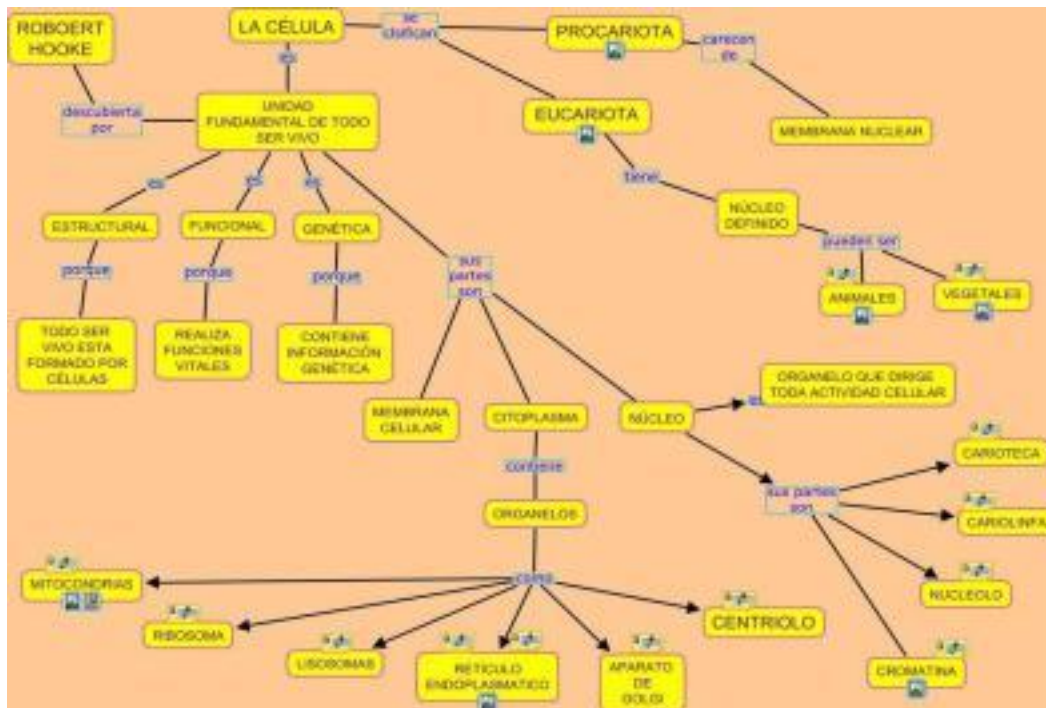 ROBOERT
HOOKE
LA CÉLULA
se
clsifican
PROCARIOTA
carecen
de
MEMBRANA NUCLEAR
es
descubierta
por
UNIDAD
FUNDAMENTAL DE TODO
SER VIVO
EUCARIOTA
tiene
NÚCLEO
DEFINIDO
pueden ser
ANIMALES
VEGETALES
es
es
es
ESTRUCTURAL
FUNCIONAL
GENÉTICA
porque
porque
porque
TODO SER
VIVO ESTA
FORMADO POR
CÉLULAS
REALIZA
FUNCIONES
VITALES
CONTIENE
INFORMACIÓN
GENÉTICA
sus
partes
son
MEMBRANA
CELULAR
CITOPLASMA
NÚCLEO
es
ORGANELO QUE DIRIGE
TODA ACTIVIDAD CELULAR
contiene
ORGANELOS
sus partes
son
CARIOTECA
CARIOLINFA
NUCLEOLO
CROMATINA
como
MITOCONDRIAS
RIBOSOMA
LISOSOMAS
RETICULO
ENDOPLASMATICO
APARATO
DE
GOLGI
CENTRIOLO